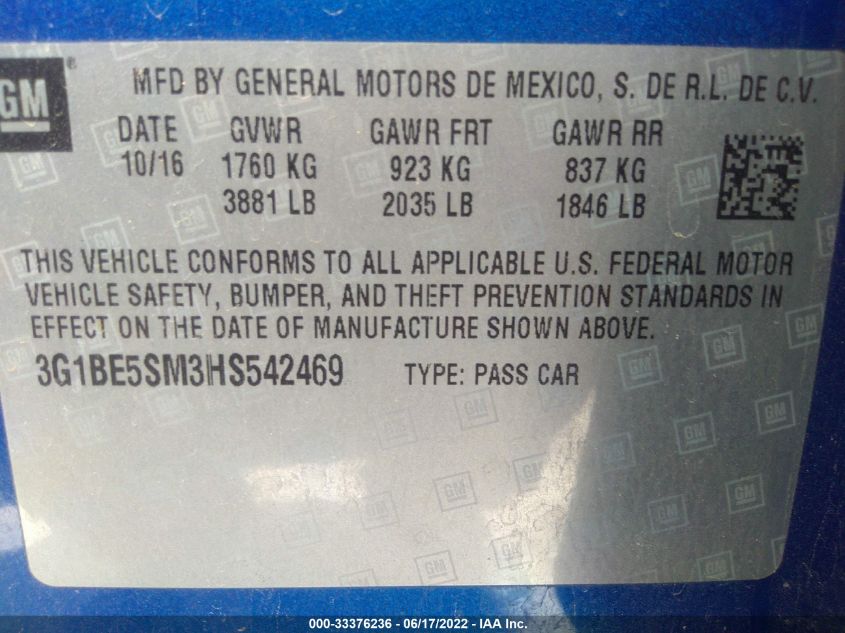 GM ®
MFD BY GENERAL MOTORS DE MEXICO, S. DE R.L. DE C.V.
DATE GVWR GAWR FRT GAWR RR
10/16 1760 KG 923 KG 837 KG
3881 LB 2035 LB 1846 LB
THIS VEHICLE CONFORMS TO ALL APPLICABLE U.S. FEDERAL MOTOR
VEHICLE SAFETY, BUMPER, AND THEFT PREVENTION STANDARDS IN
EFFECT ON THE DATE OF MANUFACTURE SHOWN ABOVE.
3G1BE5SM3HS542469 TYPE: PASS CAR
000-33376236 - 06/17/2022 - IAA Inc.